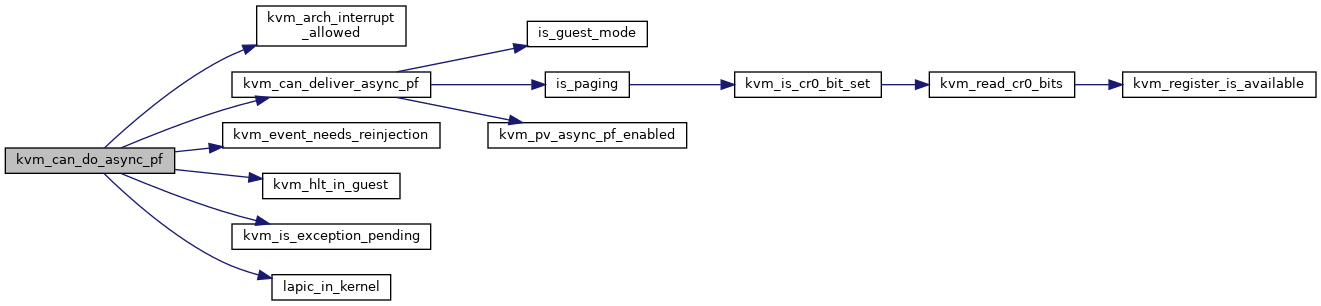 kvm_arch_interrupt
_allowed
is_guest_mode
kvm_can_deliver_async_pf
is_paging
kvm_is_cr0_bit_set
kvm_read_cr0_bits
kvm_register_is_available
kvm_event_needs_reinjection
kvm_pv_async_pf_enabled
kvm_can_do_async_pf
kvm_hlt_in_guest
kvm_is_exception_pending
lapic_in_kernel